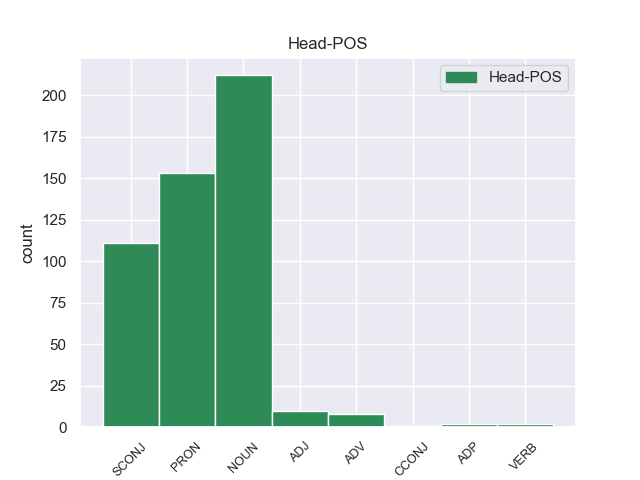 Head-POS
Head-POS
200
175
150
125
100
75
50
25
0
count
SCONJ
PRON
NOUN
ADJ
ADV
CCONJ
ADP
VERB